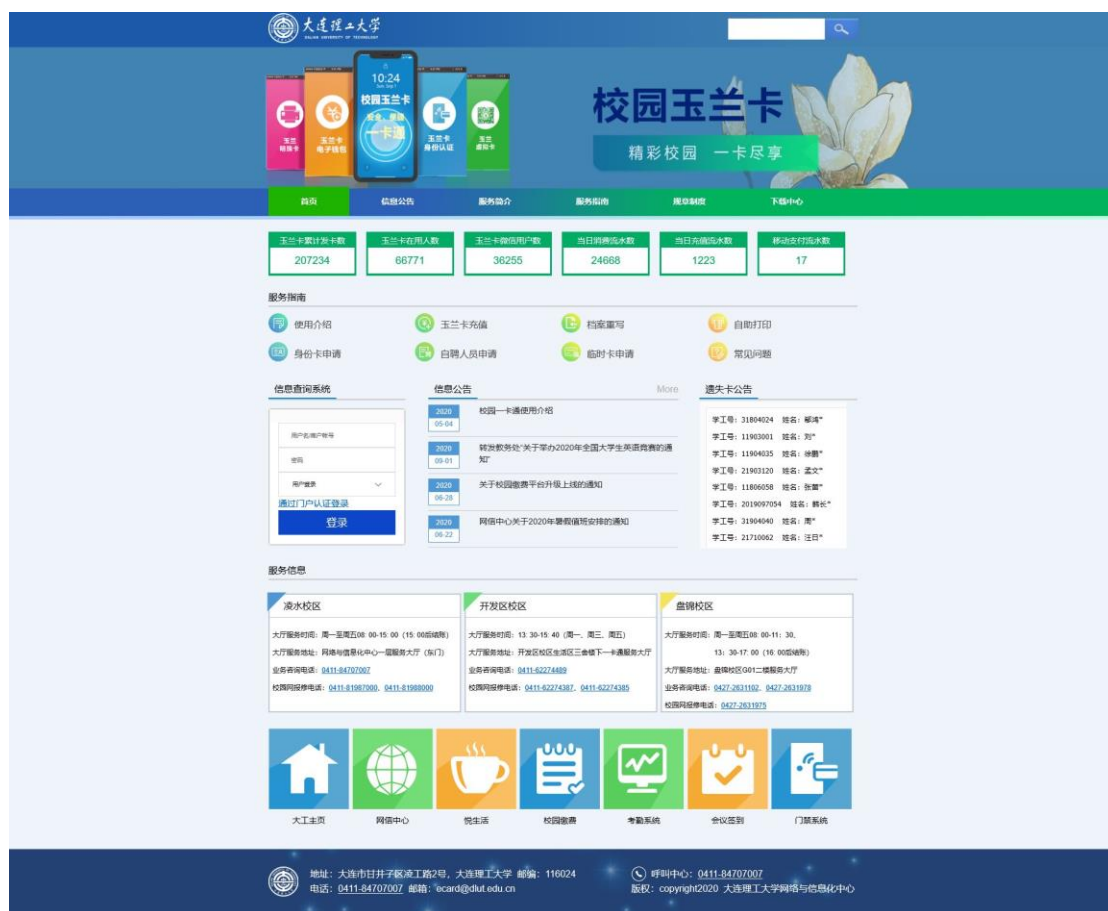 大连理工大学
DALIAN UNIVERSITY OF TECHNOLOGY
10:24
校园玉兰卡
安全、便捷
一卡通
玉兰卡
电子钱包
玉兰卡
身份认证
玉兰
虚拟卡
校园玉兰卡
精彩校园 一卡尽享
首页 信息公告 服务简介 服务指南 规章制度 下载中心
玉兰卡累计发卡数 玉兰卡在用人数 玉兰卡微信用户数 当日消费流水数 当日充值流水数 移动支付流水数
207234 66771 36255 24668 1223 17
服务指南
使用介绍 玉兰卡充值 档案重写 自助打印
身份卡申请 自聘人员申请 临时卡申请 常见问题
信息查询系统
用户名/商户账号
密码
用户登录
通过门户认证登录
登录
信息公告 More
2020
05-04
校园一卡通使用介绍
2020
09-01
转发教务处“关于举办2020年全国大学生英语竞赛的通
知”
2020
06-28
关于校园缴费平台升级上线的通知
2020
06-22
网信中心关于2020年暑假值班安排的通知
遗失卡公告
学工号: 31804024 姓名: 郇鸿*
学工号: 11903001 姓名: 刘*
学工号: 11904035 姓名: 徐鹏*
学工号: 21903120 姓名: 孟文*
学工号: 11806058 姓名: 张蕾*
学工号: 2019097054 姓名: 韩长*
学工号: 31904040 姓名: 周*
学工号: 21710062 姓名: 汪日*
服务信息
凌水校区
大厅服务时间: 周一至周五08:00-15:00 (15:00后结账)
大厅服务地址: 网络与信息化中心一层服务大厅 (东门)
业务咨询电话: 0411-84707007
校园网报修电话: 0411-81987000、0411-81988000
开发区校区
大厅服务时间: 13:30-15:40 (周一、周三、周五)
大厅服务地址: 开发区校区生活区三舍楼下一卡通服务大厅
业务咨询电话: 0411-62274489
校园网报修电话: 0411-62274387、0411-62274385
盘锦校区
大厅服务时间: 周一至周五08:00-11:30、
13:30-17:00 (16:00后结账)
大厅服务地址: 盘锦校区G01二楼服务大厅
业务咨询电话: 0427-2631102、0427-2631978
校园网报修电话: 0427-2631975
大工主页 网信中心 悦生活 校园缴费 考勤系统 会议签到 门禁系统
地址: 大连市甘井子区凌工路2号, 大连理工大学 邮编: 116024
电话: 0411-84707007 邮箱: ecard@dlut.edu.cn
呼叫中心: 0411-84707007
版权: copyright2020 大连理工大学网络与信息化中心